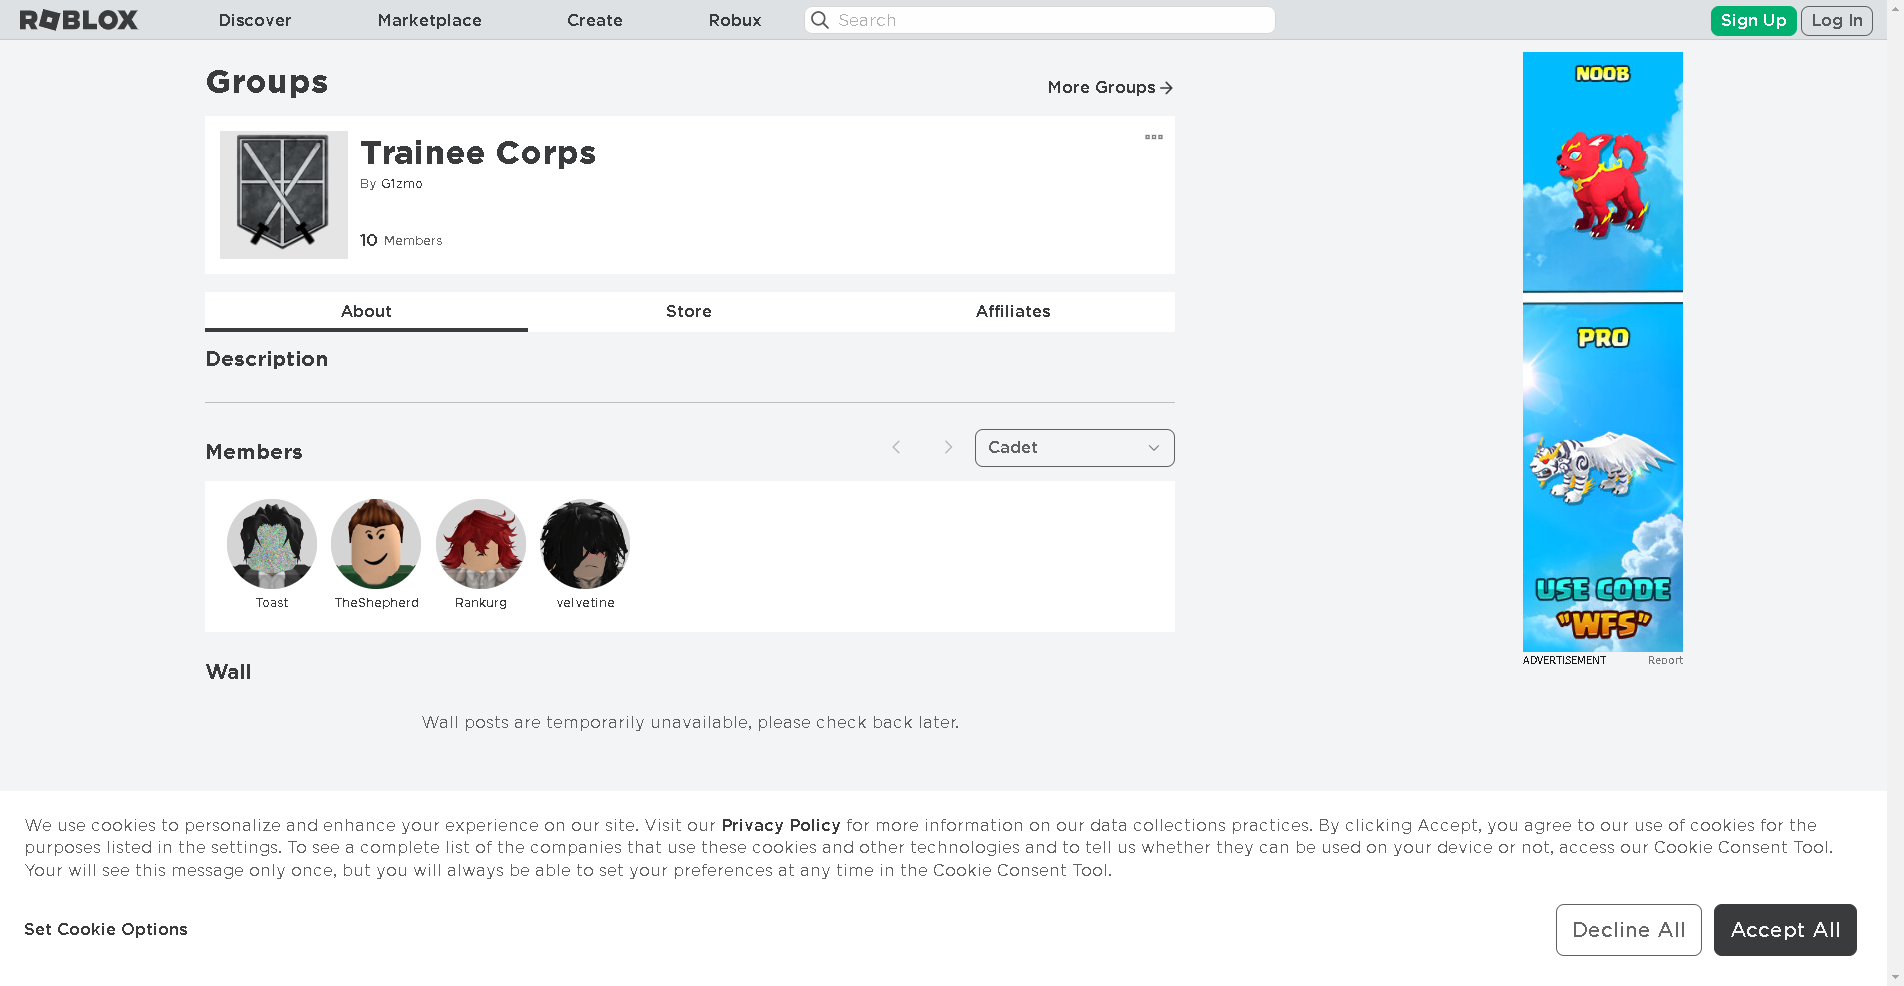 ROBLOX
Discover
Marketplace
Create
Robux
Search
Sign Up
Log In
Groups
More Groups
Trainee Corps
By G1zmo
10 Members
About
Store
Affiliates
Description
Members
Cadet
Toast
TheShepherd
Rankurg
velvetine
Wall
Wall posts are temporarily unavailable, please check back later.
NOOB
PRO
USE CODE
"WFS"
ADVERTISEMENT
Report
We use cookies to personalize and enhance your experience on our site. Visit our Privacy Policy for more information on our data collections practices. By clicking Accept, you agree to our use of cookies for the
purposes listed in the settings. To see a complete list of the companies that use these cookies and other technologies and to tell us whether they can be used on your device or not, access our Cookie Consent Tool.
Your will see this message only once, but you will always be able to set your preferences at any time in the Cookie Consent Tool.
Set Cookie Options
Decline All
Accept All